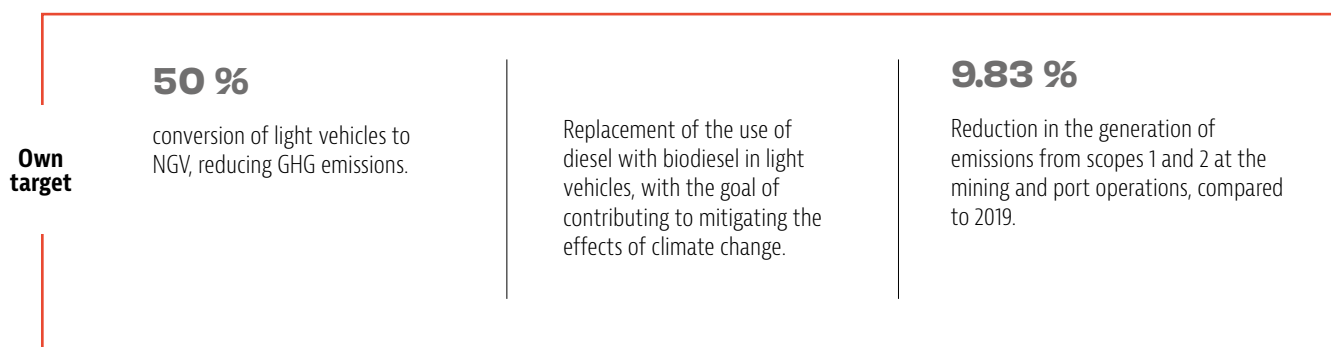 Own
target
50 %
conversion of light vehicles to
NGV, reducing GHG emissions.
Replacement of the use of
diesel with biodiesel in light
vehicles, with the goal of
contributing to mitigating the
effects of climate change.
9.83 %
Reduction in the generation of
emissions from scopes 1 and 2 at the
mining and port operations, compared
to 2019.